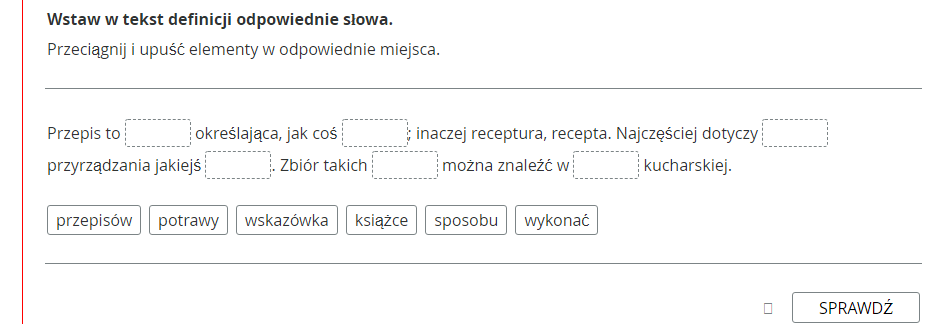 Wstaw w tekst definicji odpowiednie słowa.
Przeciągnij i upuść elementy w odpowiednie miejsca.
Przepis to określająca, jak coś ; inaczej receptura, recepta. Najczęściej dotyczy
przyrządzania jakiejś . Zbiór takich można znaleźć w kucharskiej.
przepisów potrawy wskazówka książce sposobu wykonać
SPRAWDŹ